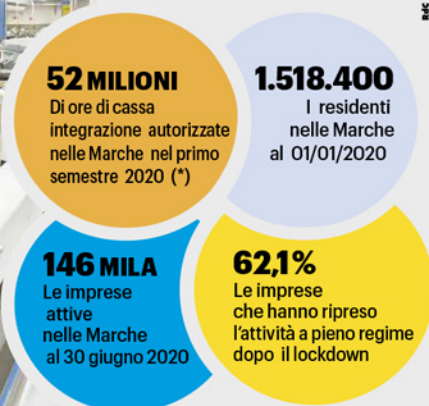 RdC
52 MILIONI
Di ore di cassa
integrazione autorizzate
nelle Marche nel primo
semestre 2020 (*)
1.518.400
I residenti
nelle Marche
al 01/01/2020
146 MILA
Le imprese
attive
nelle Marche
al 30 giugno 2020
62,1%
Le imprese
che hanno ripreso
l'attività a pieno regime
dopo il lockdown